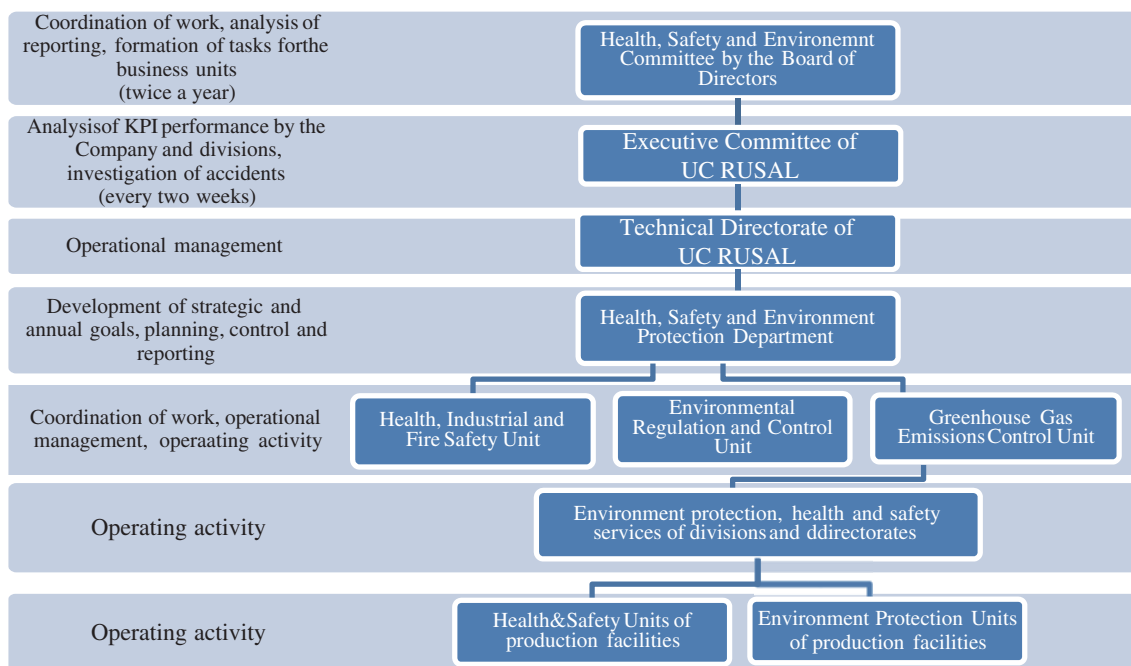 Coordination of work, analysis of
reporting, formation of tasks forthe
business units
(twice a year)
Health, Safety and Environemnt
Committee by the Board of
Directors
Analysisof KPI performance by the
Company and divisions,
investigation of accidents
(every two weeks)
Executive Committee of
UC RUSAL
Operational management
Technical Directorate of
UC RUSAL
Development of strategic and
annual goals, planning, control and
reporting
Health, Safety and Environment
Protection Department
Coordination of work, operational
management, operaating activity
Health, Industrial and
Fire Safety Unit
Environmental
Regulation and Control
Unit
Greenhouse Gas
Emissions Control Unit
Operating activity
Environment protection, health and safety
services of divisions and ddirectorates
Operating activity
Health&Safety Units of
production facilities
Environment Protection Units
of production facilities